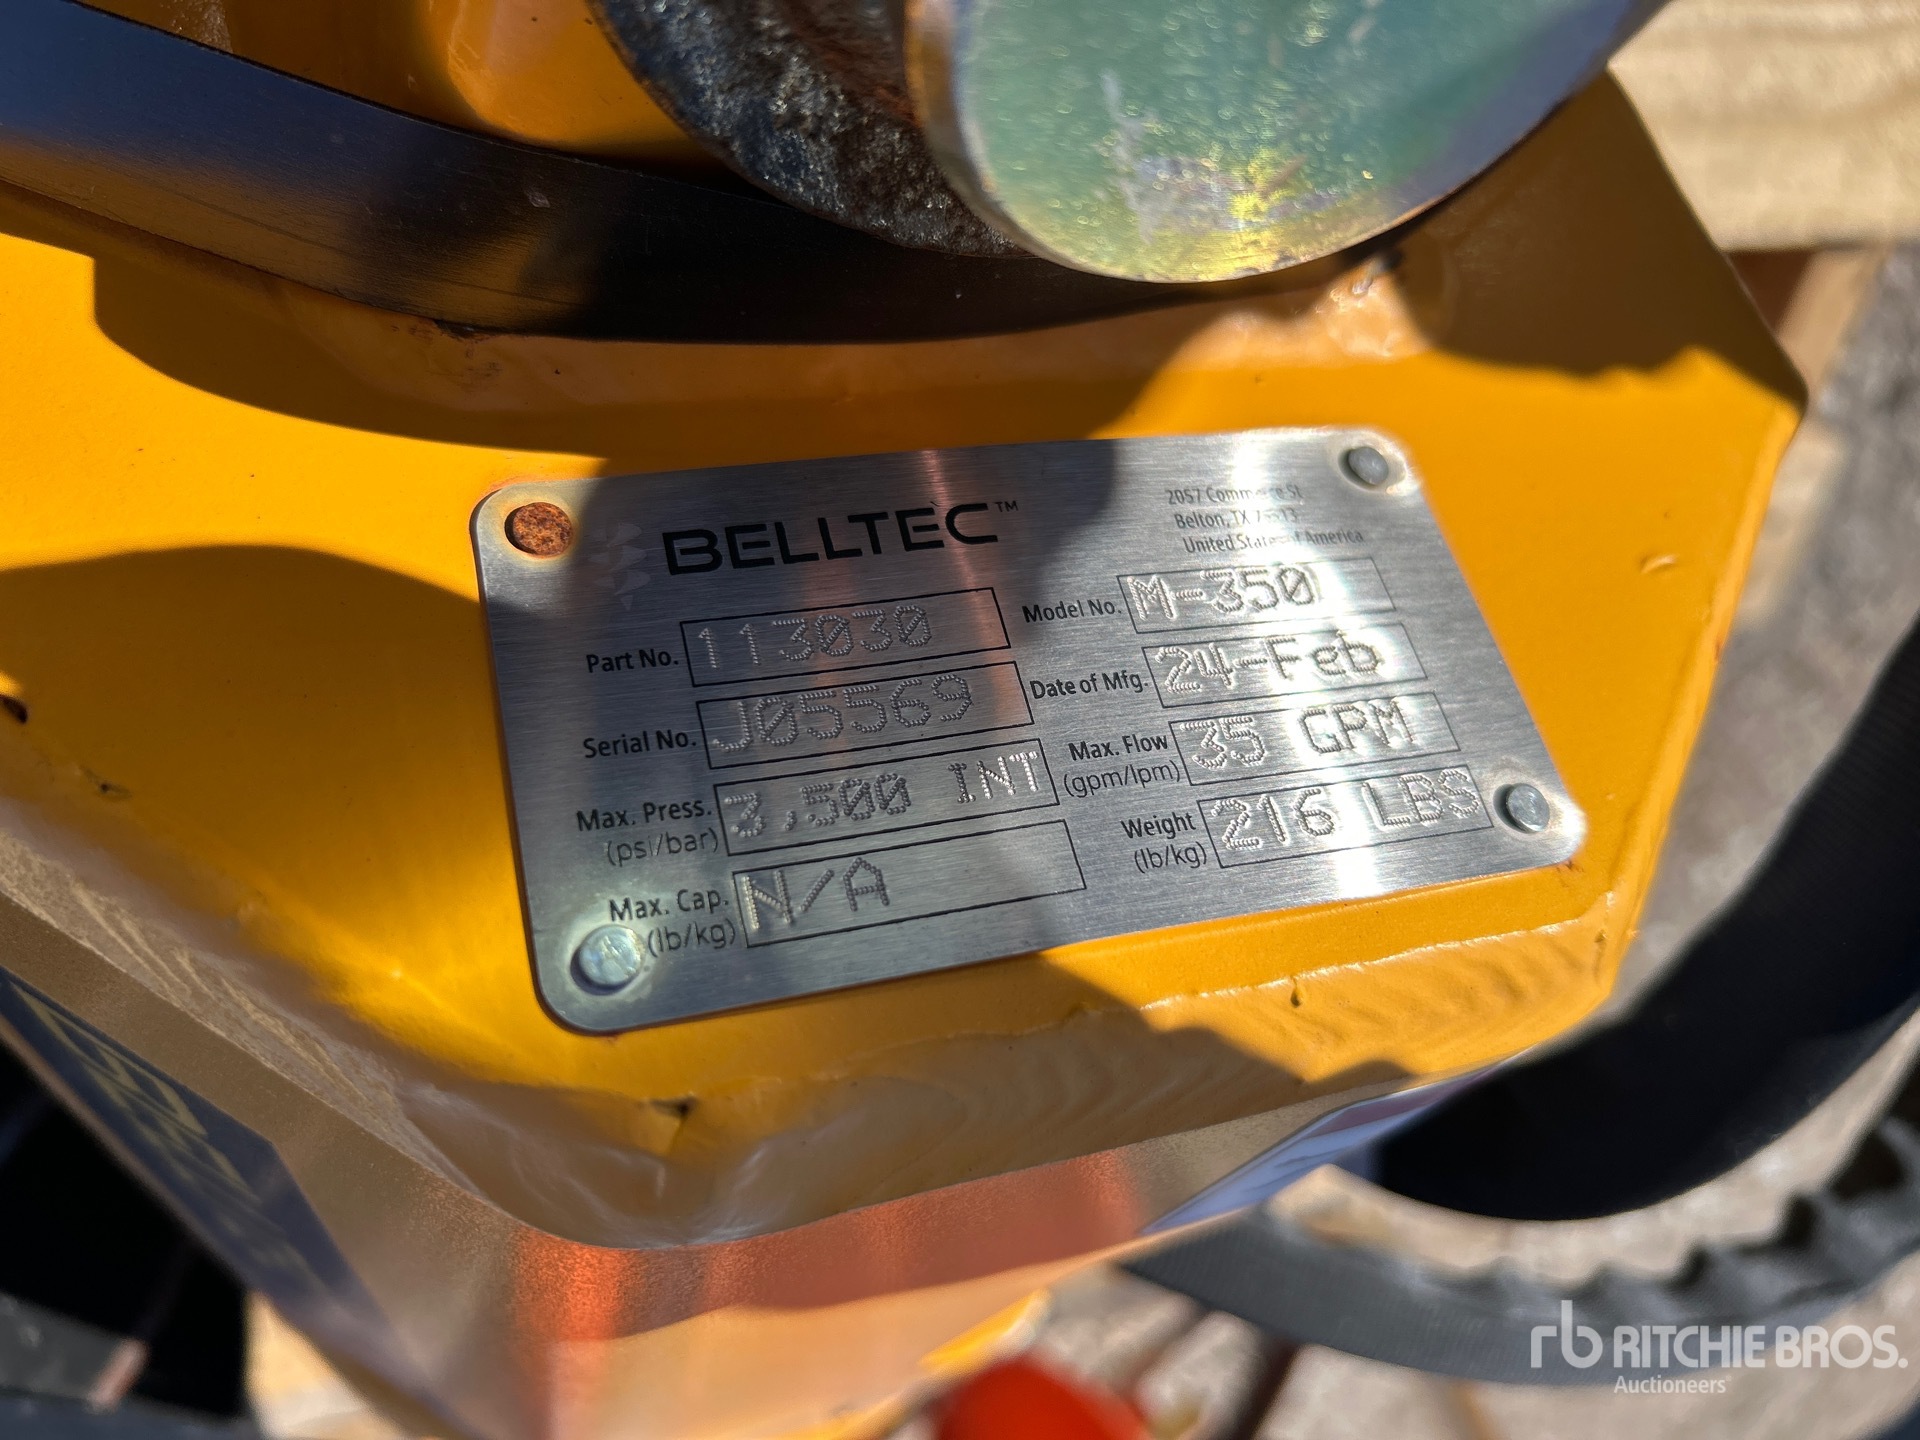 BELLTEC™
2057 Commerce St
Belton, TX
United States of America
Part No. 113030
Model No. M-350
Serial No. J05569
Date of Mfg. 24-Feb
Max. Press. (psi/bar) 3,500 INT
Max. Flow (gpm/lpm) 35 GPM
Max. Cap. (lb/kg) N/A
Weight (lb/kg) 216 LBS
rb RITCHIE BROS.
Auctioneers